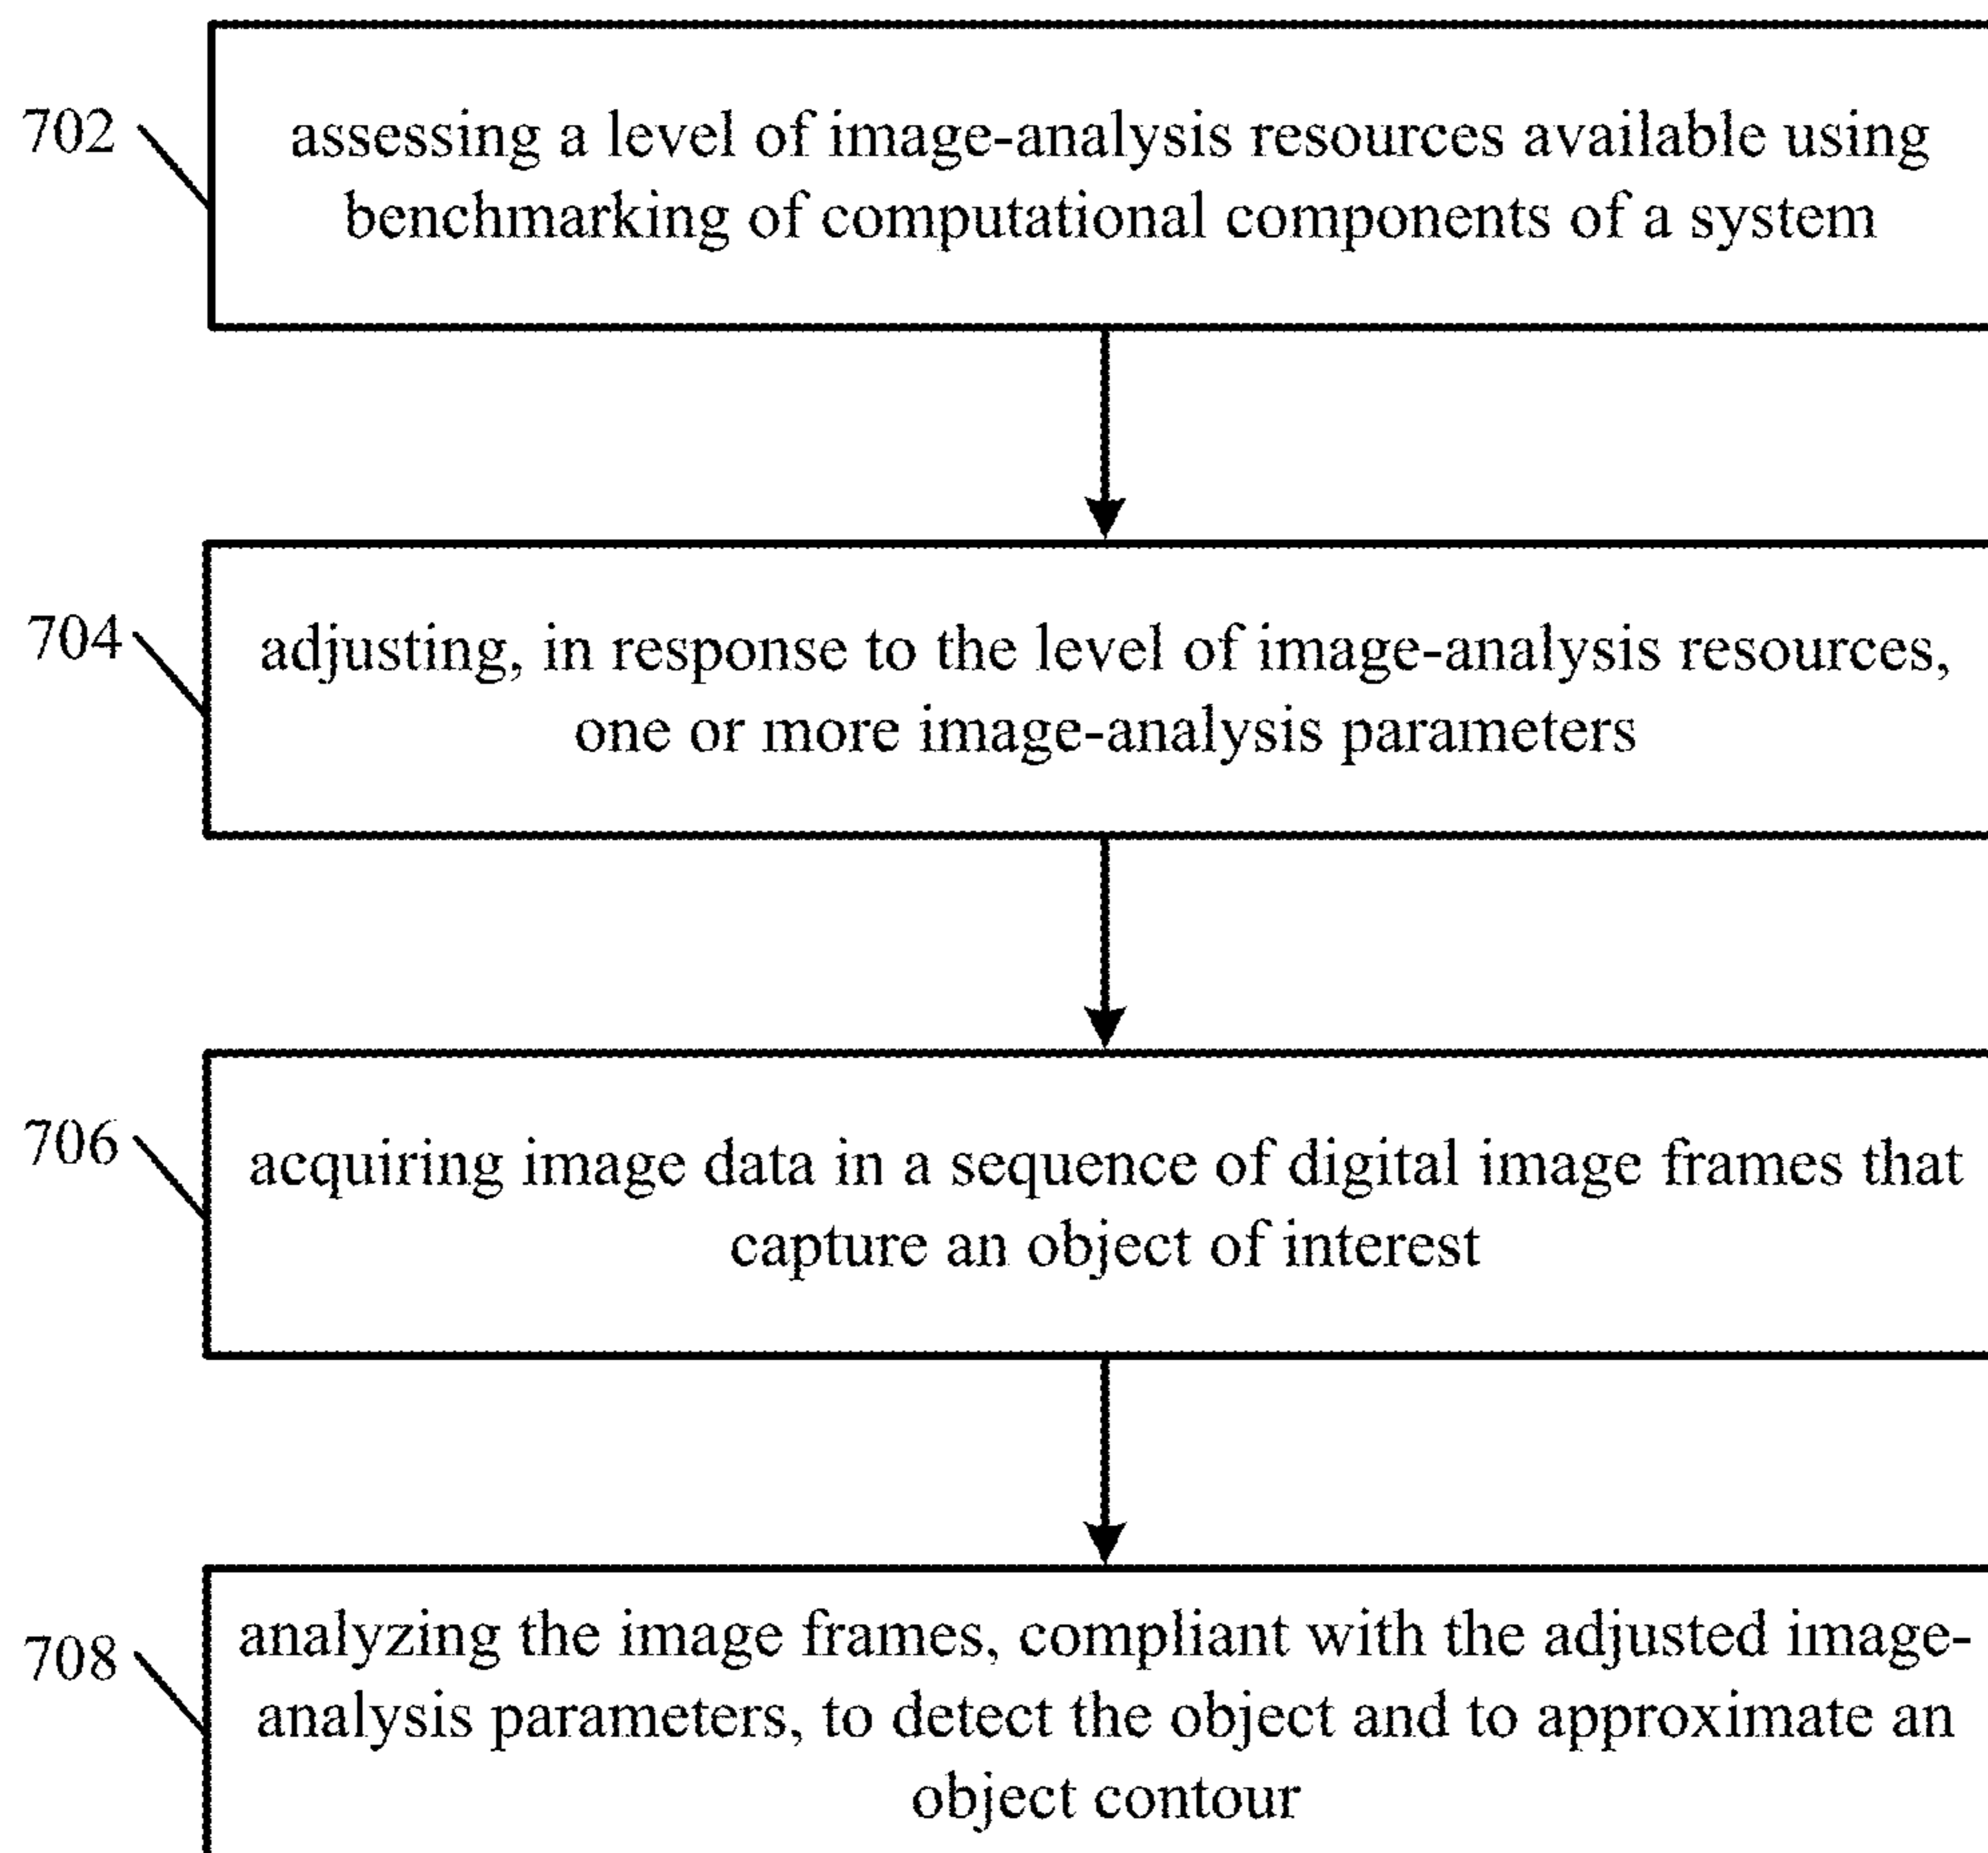 702
assessing a level of image-analysis resources available using
benchmarking of computational components of a system
704
adjusting, in response to the level of image-analysis resources,
one or more image-analysis parameters
706
acquiring image data in a sequence of digital image frames that
capture an object of interest
708
analyzing the image frames, compliant with the adjusted image-
analysis parameters, to detect the object and to approximate an
object contour